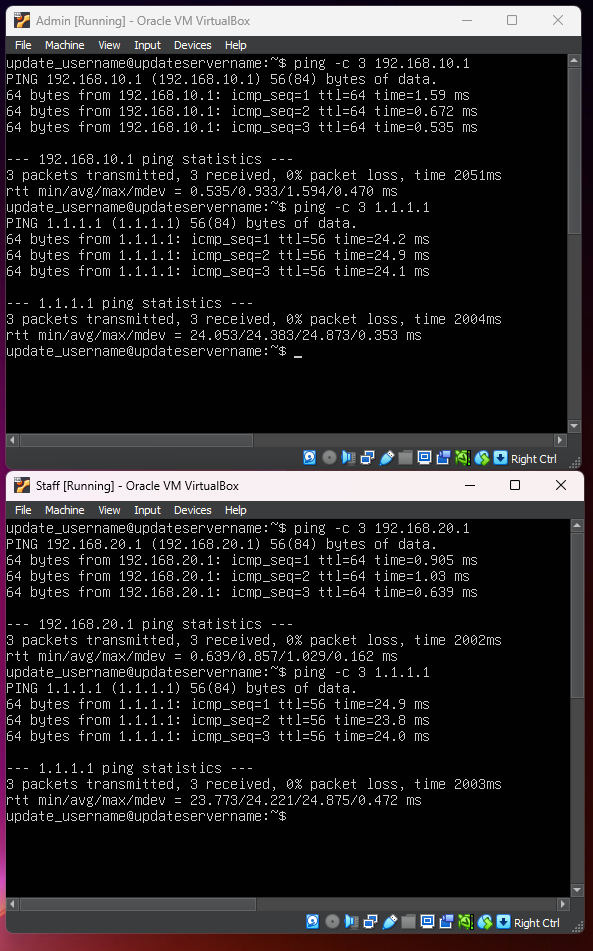 Admin [Running] - Oracle VM VirtualBox
File Machine View Input Devices Help
update_username@updateservername:~$ ping -c 3 192.168.10.1
PING 192.168.10.1 (192.168.10.1) 56(84) bytes of data.
64 bytes from 192.168.10.1: icmp_seq=1 ttl=64 time=1.59 ms
64 bytes from 192.168.10.1: icmp_seq=2 ttl=64 time=0.672 ms
64 bytes from 192.168.10.1: icmp_seq=3 ttl=64 time=0.535 ms
--- 192.168.10.1 ping statistics ---
3 packets transmitted, 3 received, 0% packet loss, time 2051ms
rtt min/avg/max/mdev = 0.535/0.933/1.594/0.470 ms
update_username@updateservername:~$ ping -c 3 1.1.1.1
PING 1.1.1.1 (1.1.1.1) 56(84) bytes of data.
64 bytes from 1.1.1.1: icmp_seq=1 ttl=56 time=24.2 ms
64 bytes from 1.1.1.1: icmp_seq=2 ttl=56 time=24.9 ms
64 bytes from 1.1.1.1: icmp_seq=3 ttl=56 time=24.1 ms
--- 1.1.1.1 ping statistics ---
3 packets transmitted, 3 received, 0% packet loss, time 2004ms
rtt min/avg/max/mdev = 24.053/24.383/24.873/0.353 ms
update_username@updateservername:~$ _
Right Ctrl
Staff [Running] - Oracle VM VirtualBox
File Machine View Input Devices Help
update_username@updateservername:~$ ping -c 3 192.168.20.1
PING 192.168.20.1 (192.168.20.1) 56(84) bytes of data.
64 bytes from 192.168.20.1: icmp_seq=1 ttl=64 time=0.905 ms
64 bytes from 192.168.20.1: icmp_seq=2 ttl=64 time=1.03 ms
64 bytes from 192.168.20.1: icmp_seq=3 ttl=64 time=0.639 ms
--- 192.168.20.1 ping statistics ---
3 packets transmitted, 3 received, 0% packet loss, time 2002ms
rtt min/avg/max/mdev = 0.639/0.857/1.029/0.162 ms
update_username@updateservername:~$ ping -c 3 1.1.1.1
PING 1.1.1.1 (1.1.1.1) 56(84) bytes of data.
64 bytes from 1.1.1.1: icmp_seq=1 ttl=56 time=24.9 ms
64 bytes from 1.1.1.1: icmp_seq=2 ttl=56 time=23.8 ms
64 bytes from 1.1.1.1: icmp_seq=3 ttl=56 time=24.0 ms
--- 1.1.1.1 ping statistics ---
3 packets transmitted, 3 received, 0% packet loss, time 2003ms
rtt min/avg/max/mdev = 23.773/24.221/24.875/0.472 ms
update_username@updateservername:~$
Right Ctrl